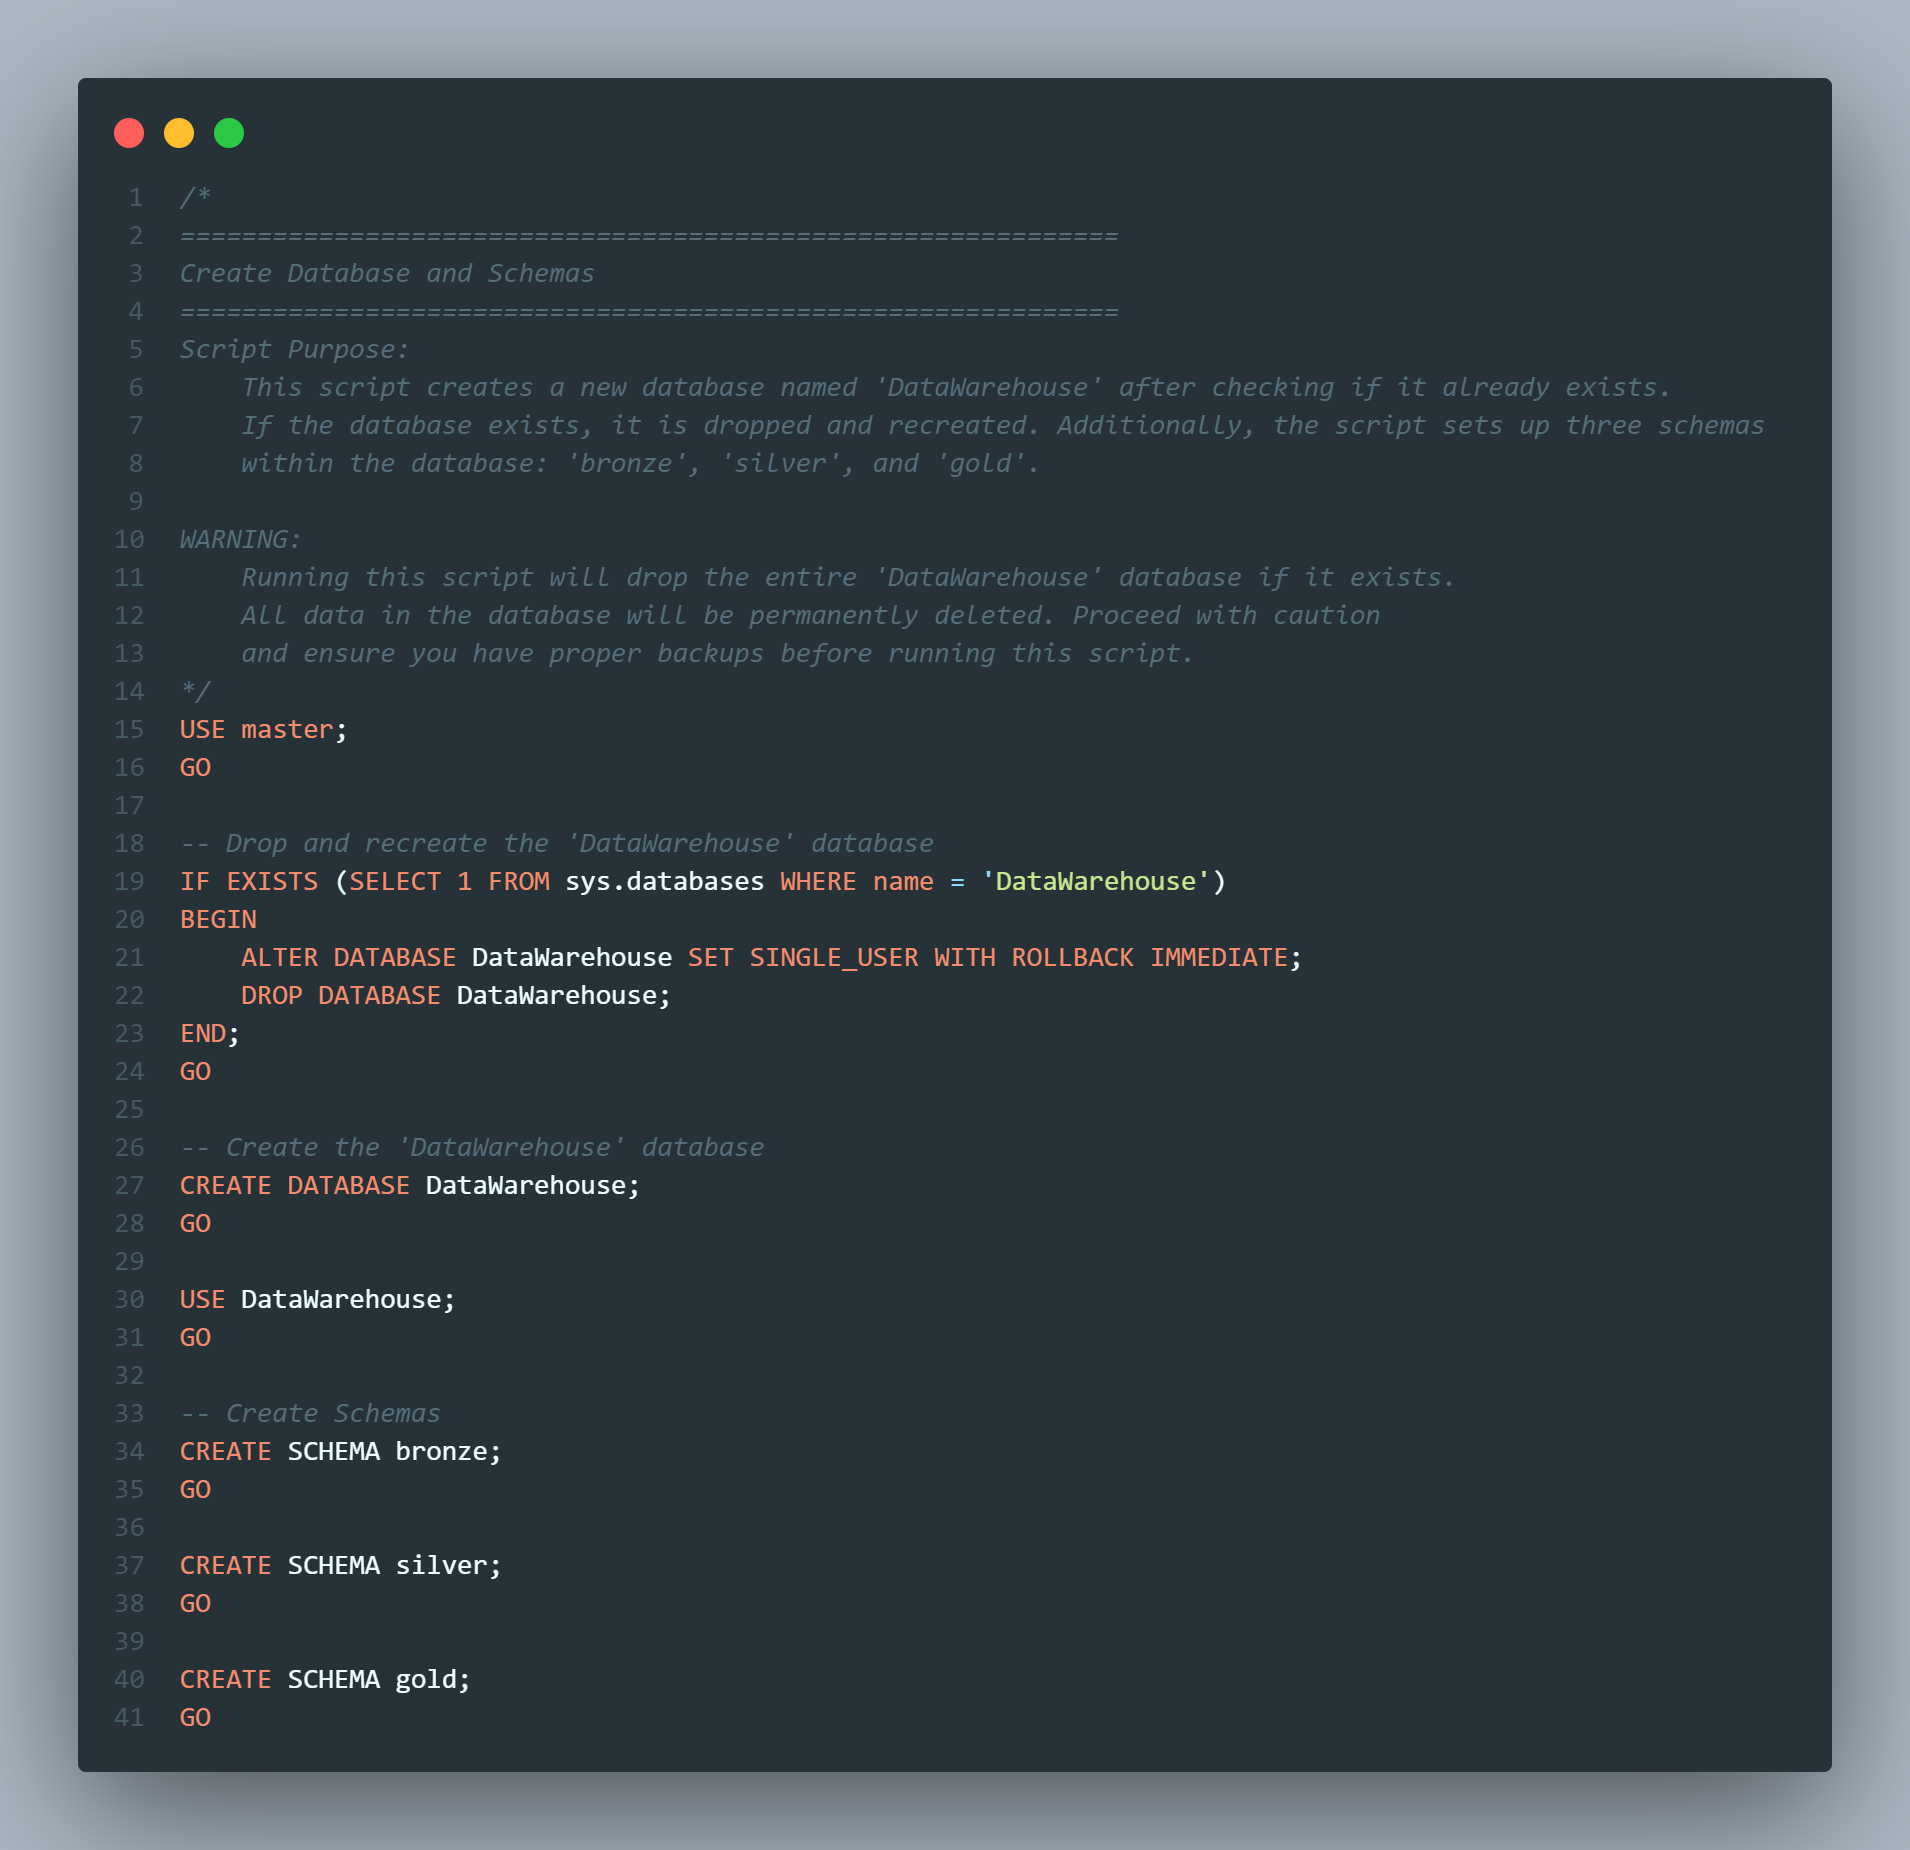 1 /*
2 =============================================================
3 Create Database and Schemas
4 =============================================================
5 Script Purpose:
6     This script creates a new database named 'DataWarehouse' after checking if it already exists.
7     If the database exists, it is dropped and recreated. Additionally, the script sets up three schemas
8     within the database: 'bronze', 'silver', and 'gold'.
9
10 WARNING:
11     Running this script will drop the entire 'DataWarehouse' database if it exists.
12     All data in the database will be permanently deleted. Proceed with caution
13     and ensure you have proper backups before running this script.
14 */
15 USE master;
16 GO
17
18 -- Drop and recreate the 'DataWarehouse' database
19 IF EXISTS (SELECT 1 FROM sys.databases WHERE name = 'DataWarehouse')
20 BEGIN
21     ALTER DATABASE DataWarehouse SET SINGLE_USER WITH ROLLBACK IMMEDIATE;
22     DROP DATABASE DataWarehouse;
23 END;
24 GO
25
26 -- Create the 'DataWarehouse' database
27 CREATE DATABASE DataWarehouse;
28 GO
29
30 USE DataWarehouse;
31 GO
32
33 -- Create Schemas
34 CREATE SCHEMA bronze;
35 GO
36
37 CREATE SCHEMA silver;
38 GO
39
40 CREATE SCHEMA gold;
41 GO